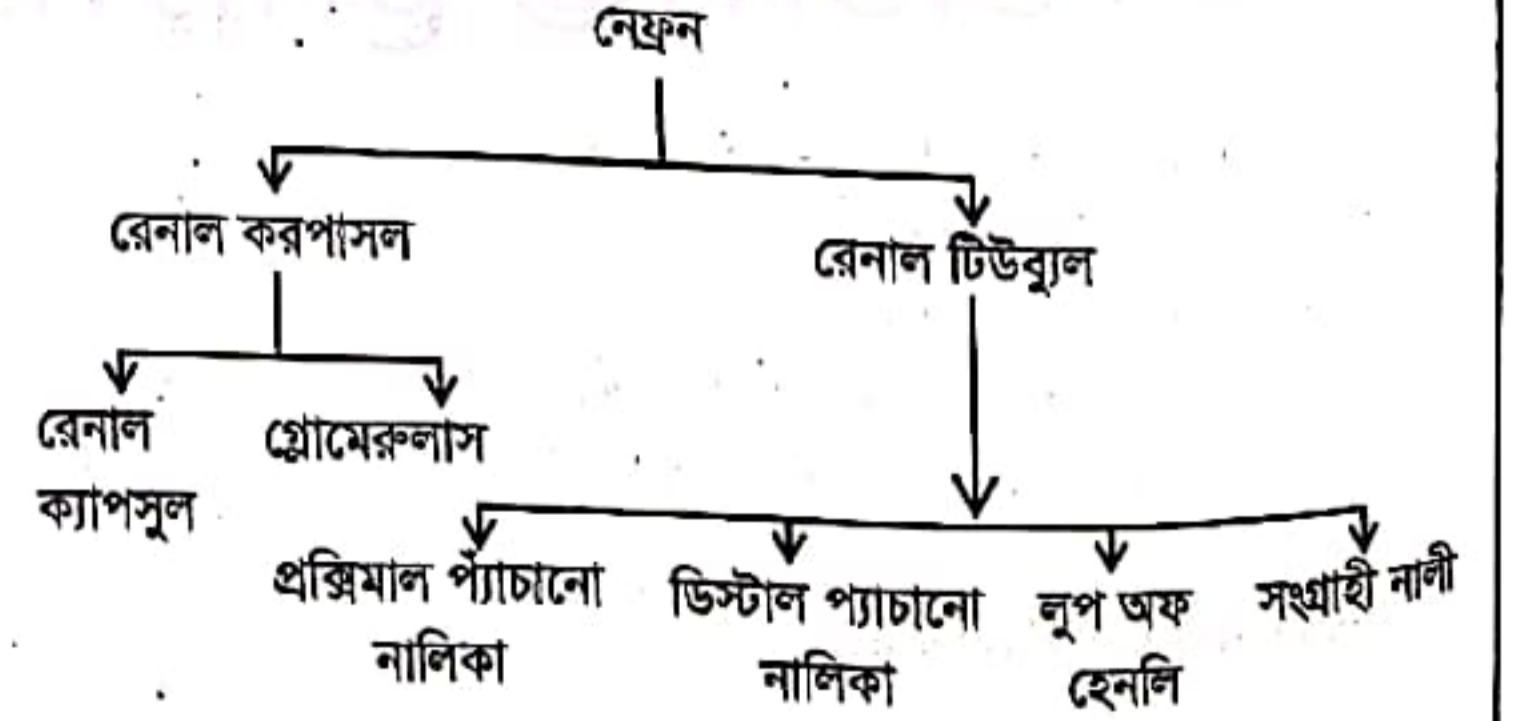 নেফ্রন
রেনাল করপাসল
রেনাল টিউব্যুল
রেনাল
ক্যাপসুল
গ্লোমেরুলাস
প্রক্সিমাল প্যাঁচানো
নালিকা
ডিস্টাল প্যাচানো
নালিকা
লুপ অফ
হেনলি
সংগ্রাহী নালী